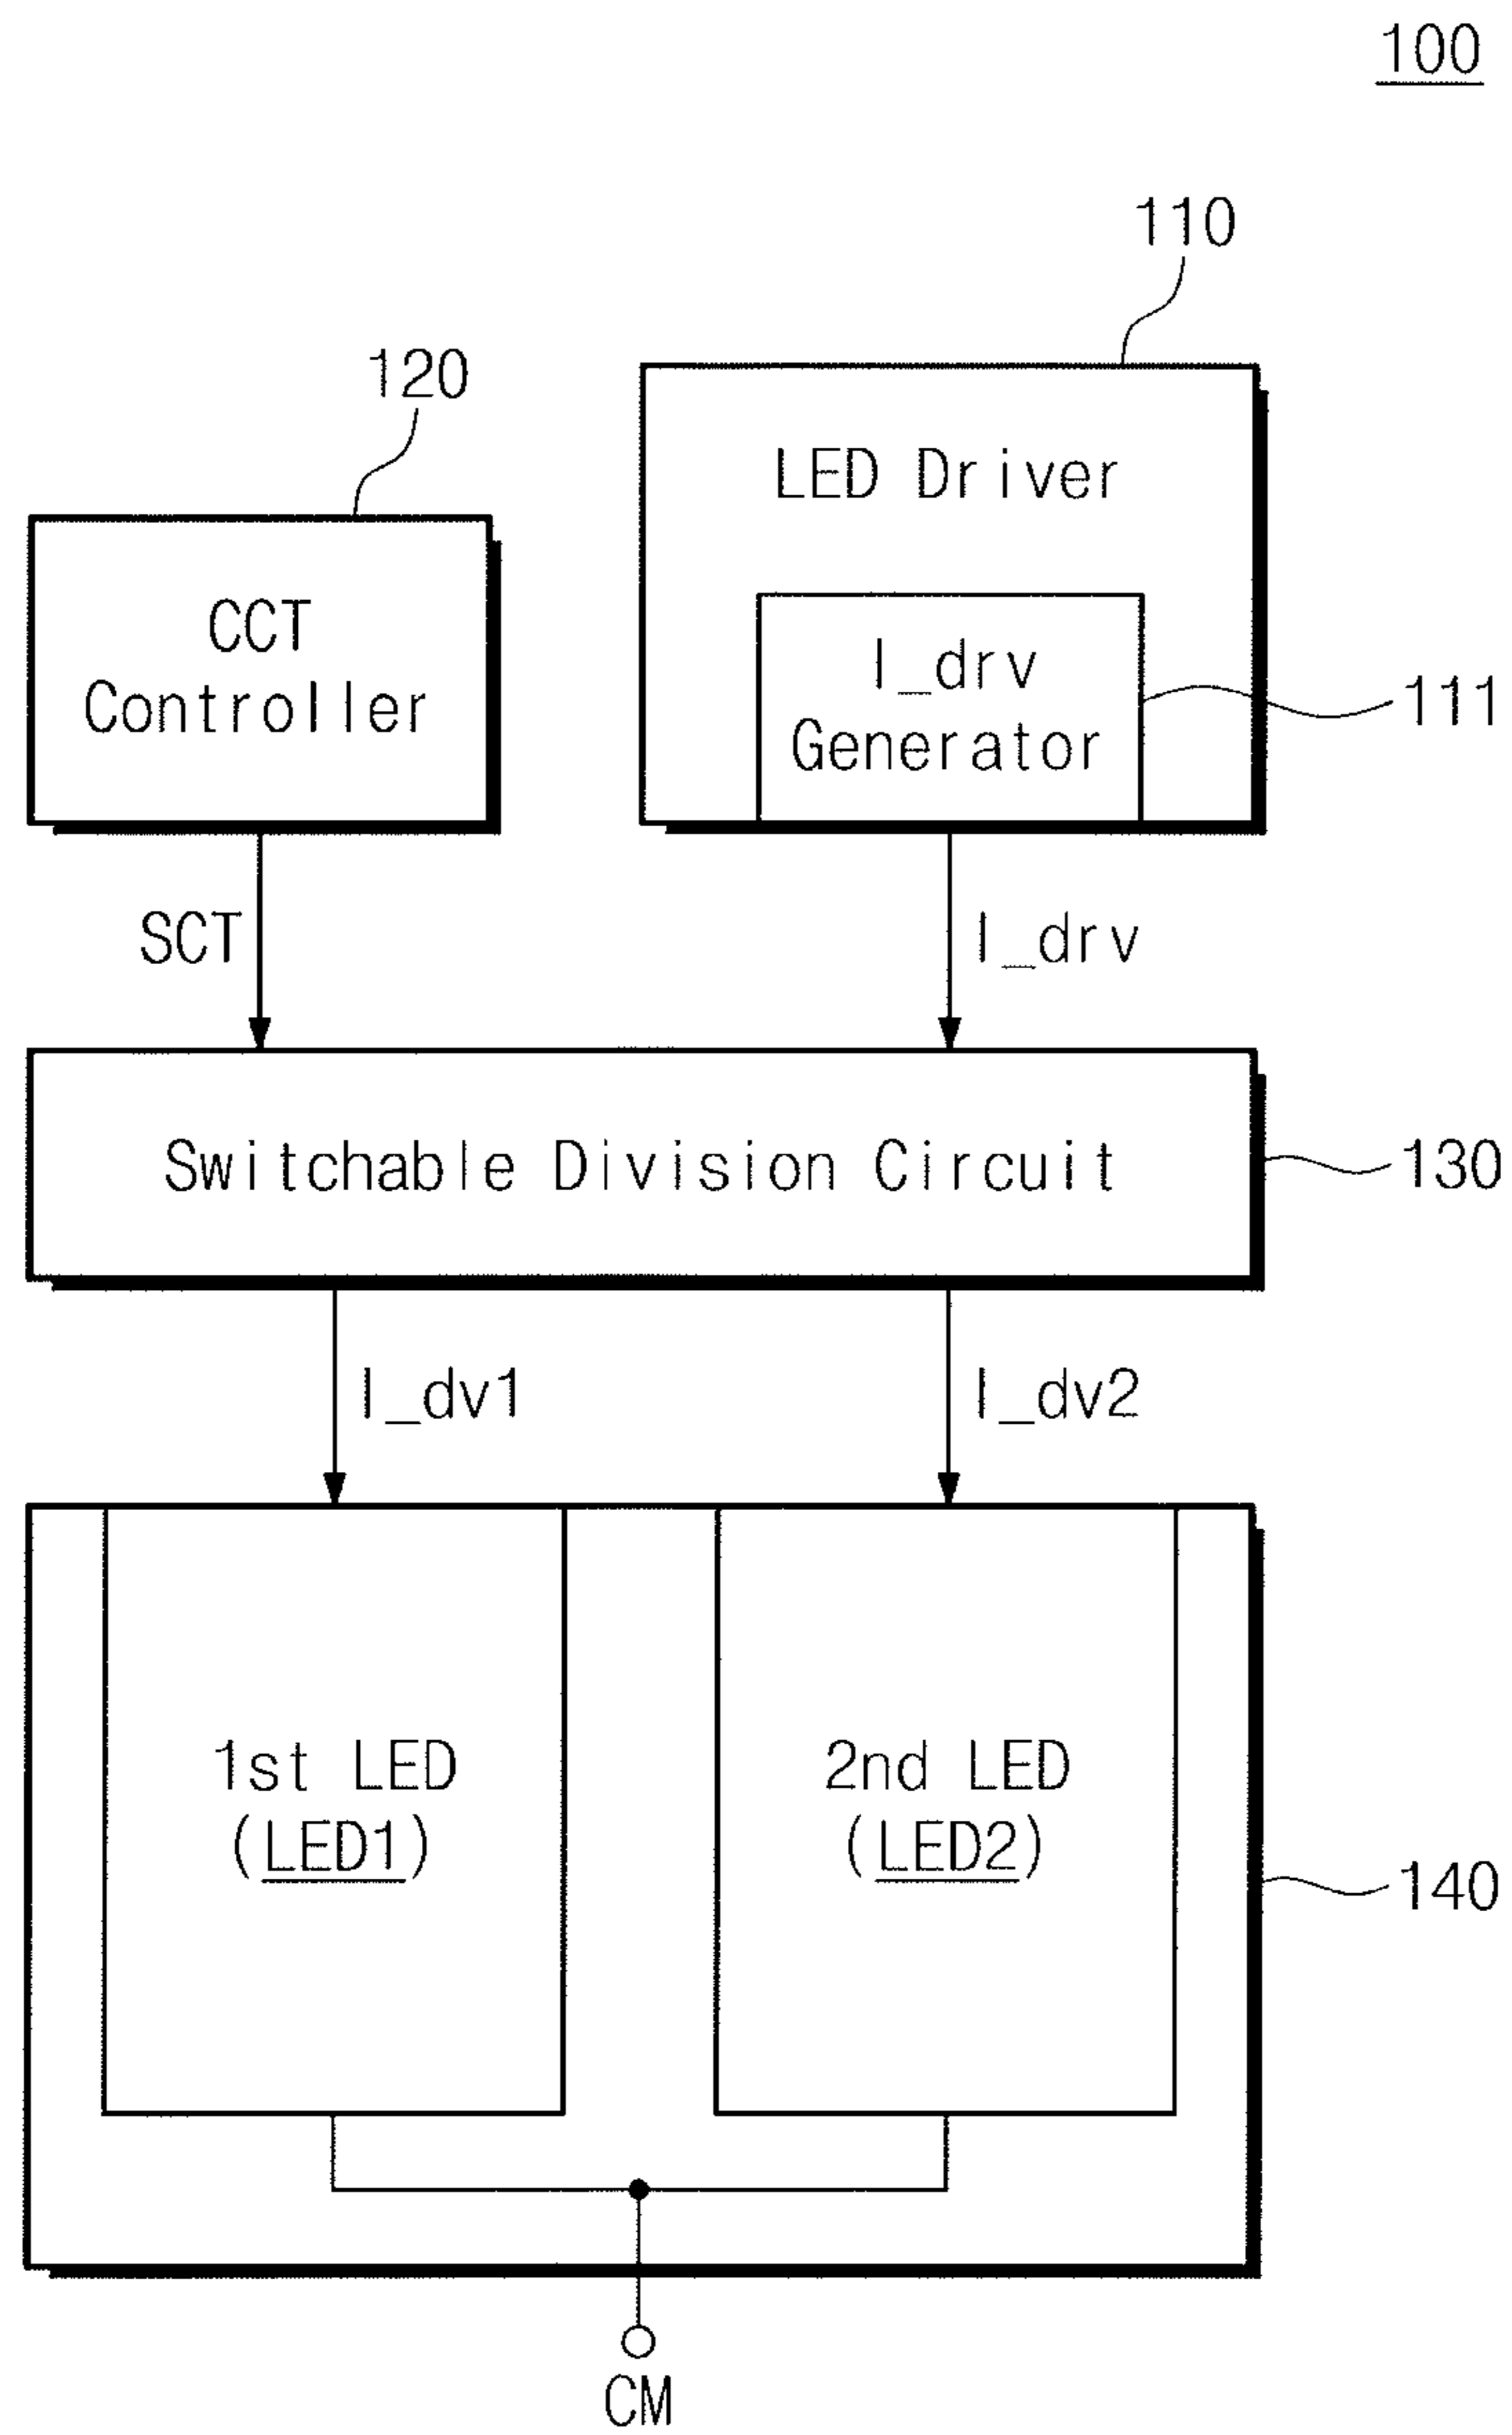 100
110
120
LED Driver
CCT
Controller
I_drv
Generator
111
SCT
I_drv
Switchable Division Circuit
130
I_dv1
I_dv2
1st LED
(LED1)
2nd LED
(LED2)
140
CM